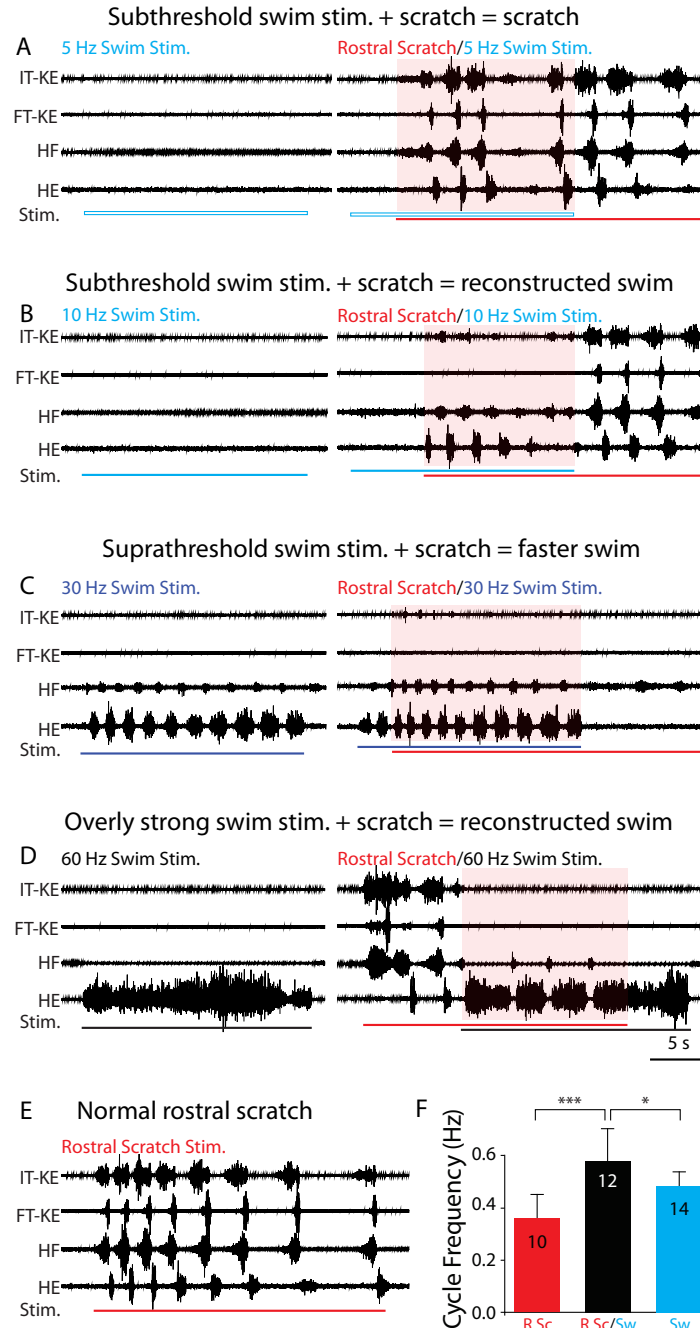 Subthreshold swim stim. + scratch = scratch
A
5 Hz Swim Stim.
Rostral Scratch/5 Hz Swim Stim.
IT-KE
FT-KE
HF
HE
Stim.
Subthreshold swim stim. + scratch = reconstructed swim
B
10 Hz Swim Stim.
Rostral Scratch/10 Hz Swim Stim.
IT-KE
FT-KE
HF
HE
Stim.
Suprathreshold swim stim. + scratch = faster swim
C
30 Hz Swim Stim.
Rostral Scratch/30 Hz Swim Stim.
IT-KE
FT-KE
HF
HE
Stim.
Overly strong swim stim. + scratch = reconstructed swim
D
60 Hz Swim Stim.
Rostral Scratch/60 Hz Swim Stim.
IT-KE
FT-KE
HF
HE
Stim.
5 s
E
Normal rostral scratch
Rostral Scratch Stim.
IT-KE
FT-KE
HF
HE
Stim.
F
*** *
Cycle Frequency (Hz)
0.6
0.4
0.2
0.0
10
12
14
R Sc R Sc/Sw Sw